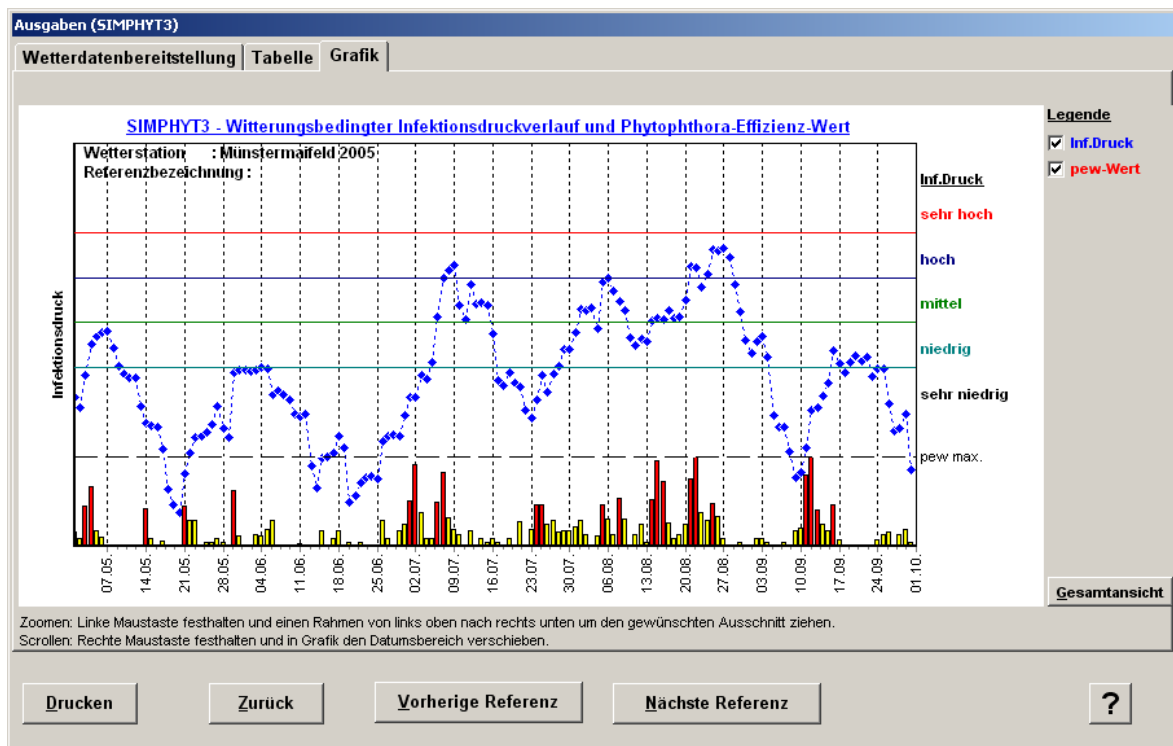 Ausgaben (SIMPHYT3)
Wetterdatenbereitstellung Tabelle Grafik
SIMPHYT3 - Witterungsbedingter Infektionsdruckverlauf und Phytophthora-Effizienz-Wert
Wetterstation : Münstermaifeld 2005
Referenzbezeichnung :
Legende
Inf.Druck
pew-Wert
Inf.Druck
sehr hoch
hoch
mittel
niedrig
sehr niedrig
pew max.
Infektionsdruck
07.05. 14.05. 21.05. 28.05. 04.06. 11.06. 18.06. 25.06. 02.07. 09.07. 16.07. 23.07. 30.07. 06.08. 13.08. 20.08. 27.08. 03.09. 10.09. 17.09. 24.09. 01.10.
Gesamtansicht
Zoomen: Linke Maustaste festhalten und einen Rahmen von links oben nach rechts unten um den gewünschten Ausschnitt ziehen.
Scrollen: Rechte Maustaste festhalten und in Grafik den Datumsbereich verschieben.
Drucken Zurück Vorherige Referenz Nächste Referenz ?